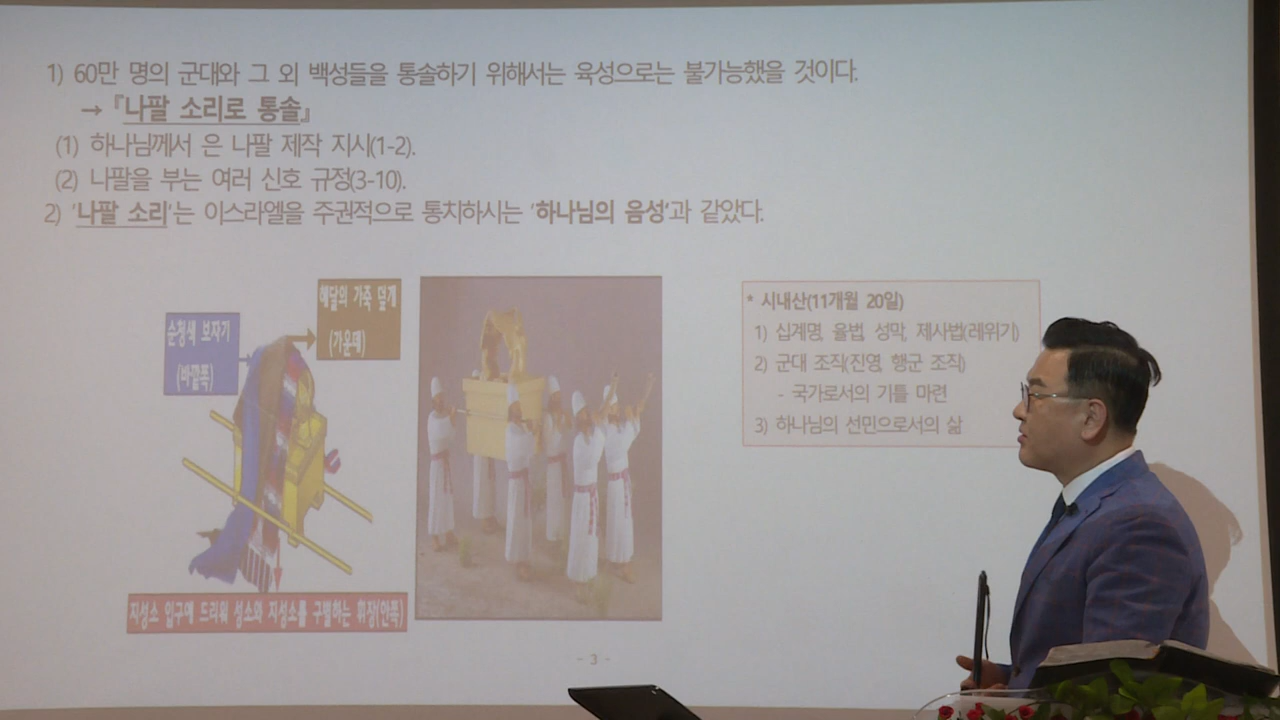 1) 60만 명의 군대와 그 외 백성들을 통솔하기 위해서는 육성으로는 불가능했을 것이다.
→ 『나팔 소리로 통솔』
(1) 하나님께서 은 나팔 제작 지시(1-2).
(2) 나팔을 부는 여러 신호 규정(3-10).
2) '나팔 소리'는 이스라엘을 주권적으로 통치하시는 '하나님의 음성'과 같았다.
해달의 가죽 덮개
(가운데)
순청색 보자기
(바깥쪽)
지성소 입구에 드리워 성소와 지성소를 구별하는 휘장(안쪽)
* 시내산(11개월 20일)
1) 십계명, 율법, 성막, 제사법(레위기)
2) 군대 조직(진영, 행군 조직)
- 국가로서의 기틀 마련
3) 하나님의 선민으로서의 삶
- 3 -